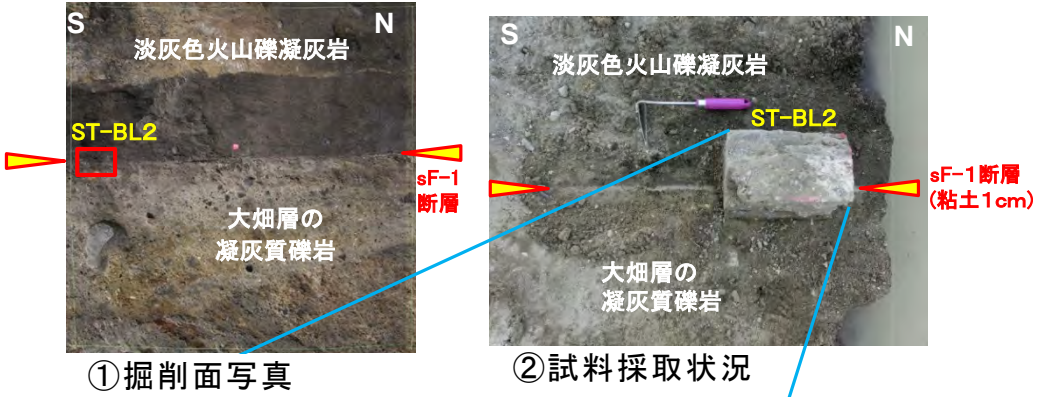 S
N
淡灰色火山礫凝灰岩
ST-BL2
sF-1
断層
大畑層の
凝灰質礫岩
①掘削面写真
S
N
淡灰色火山礫凝灰岩
ST-BL2
sF-1断層
(粘土1cm)
大畑層の
凝灰質礫岩
②試料採取状況